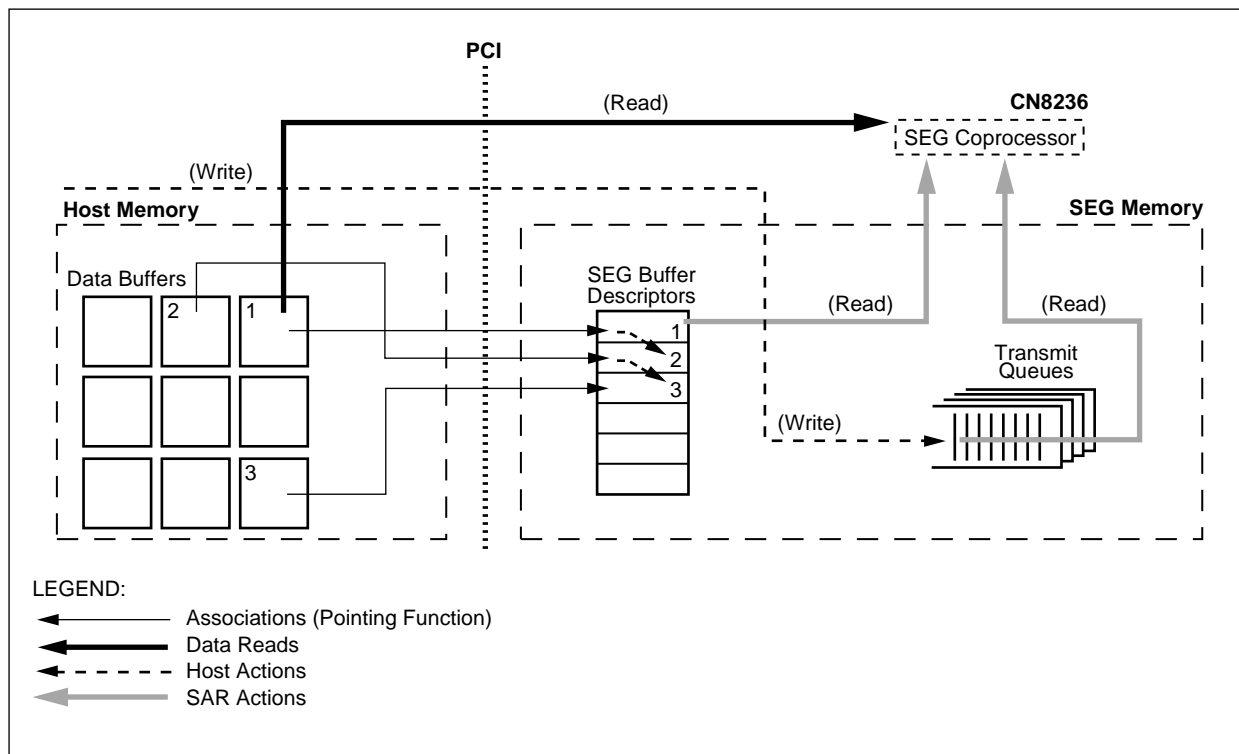 PCI
(Read)
CN8236
SEG Coprocessor
(Write)
Host Memory
SEG Memory
Data Buffers
2
1
3
SEG Buffer
Descriptors
1
2
3
(Read)
(Read)
Transmit
Queues
(Write)
LEGEND:
Associations (Pointing Function)
Data Reads
Host Actions
SAR Actions